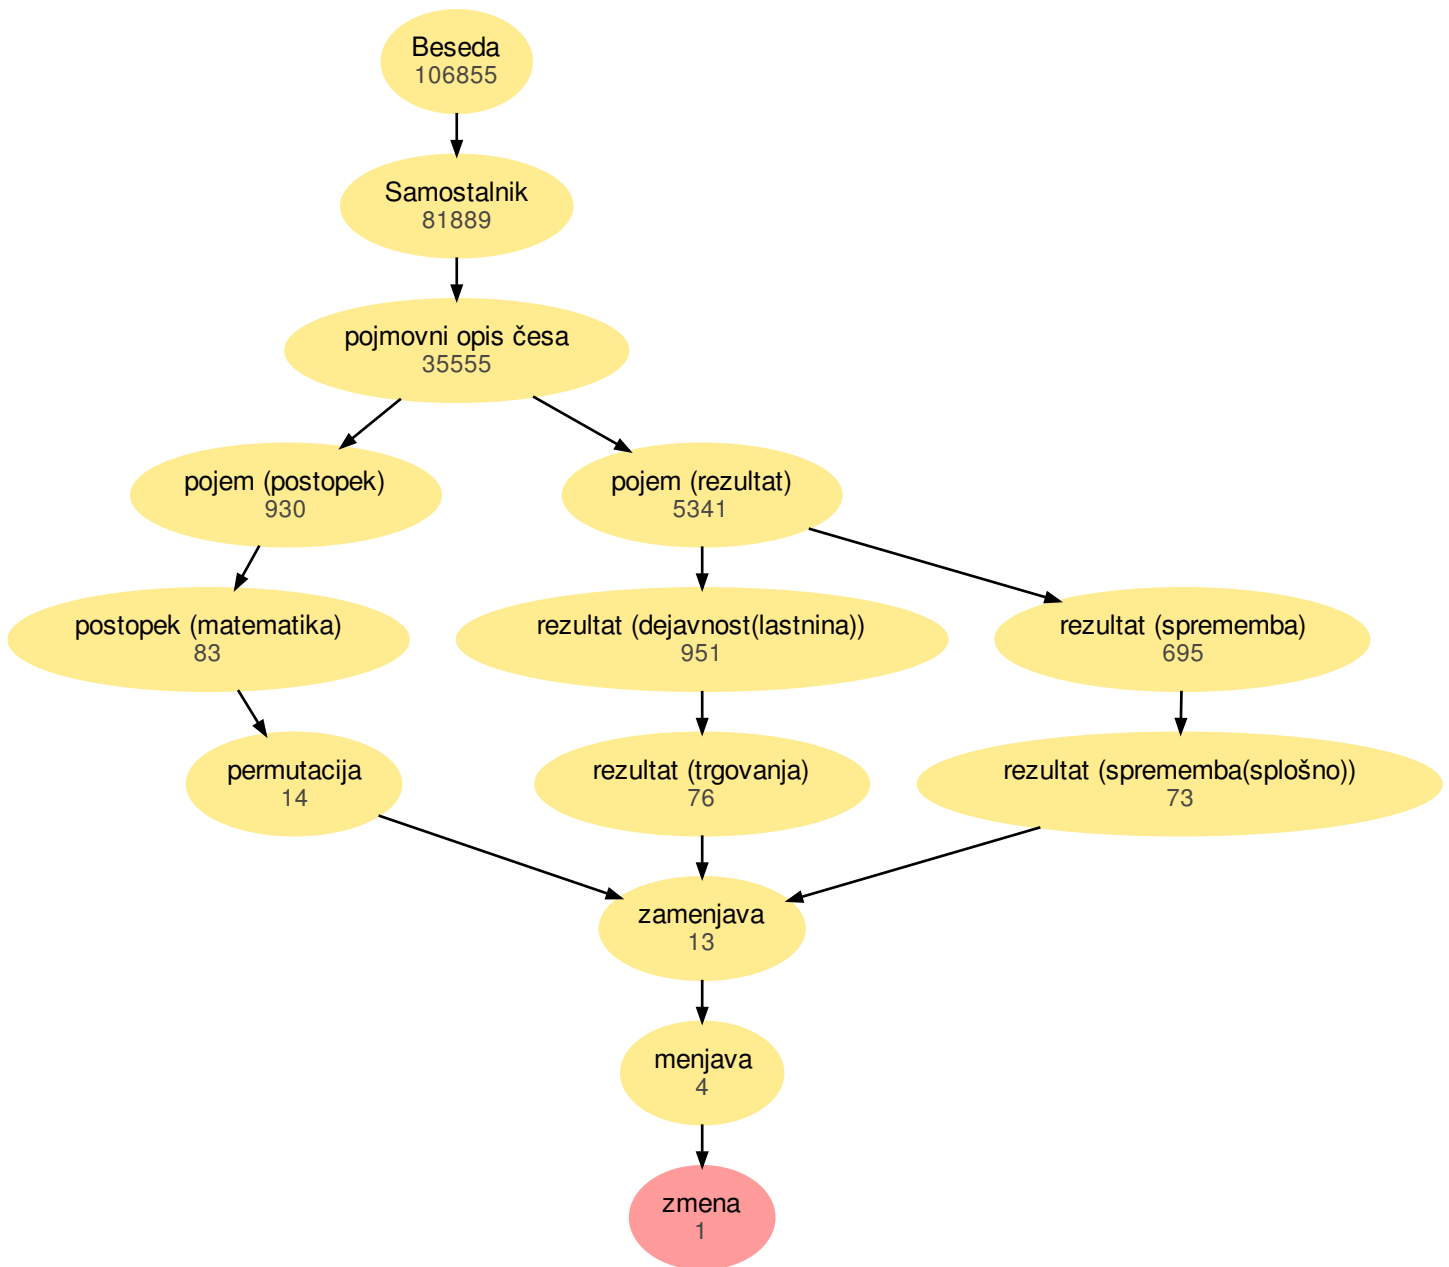 Beseda
106855
Samostalnik
81889
pojmovni opis česa
35555
pojem (postopek)
930
pojem (rezultat)
5341
postopek (matematika)
83
rezultat (dejavnost(lastnina))
951
rezultat (sprememba)
695
permutacija
14
rezultat (trgovanja)
76
rezultat (sprememba(splošno))
73
zamenjava
13
menjava
4
zmena
1